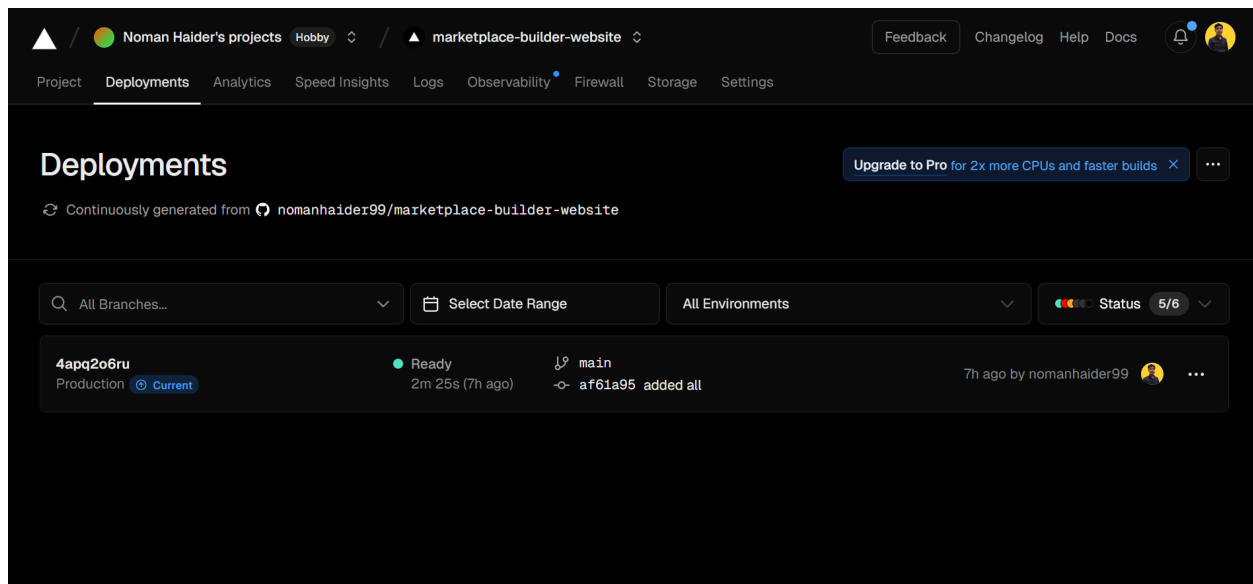 Noman Haider's projects Hobby marketplace-builder-website Feedback Changelog Help Docs
Project Deployments Analytics Speed Insights Logs Observability Firewall Storage Settings
Deployments
Upgrade to Pro for 2x more CPUs and faster builds
Continuously generated from nomanhaider99/marketplace-builder-website
All Branches... Select Date Range All Environments Status 5/6
4apq2o6ru Ready main
Production Current 2m 25s (7h ago) af61a95 added all
7h ago by nomanhaider99